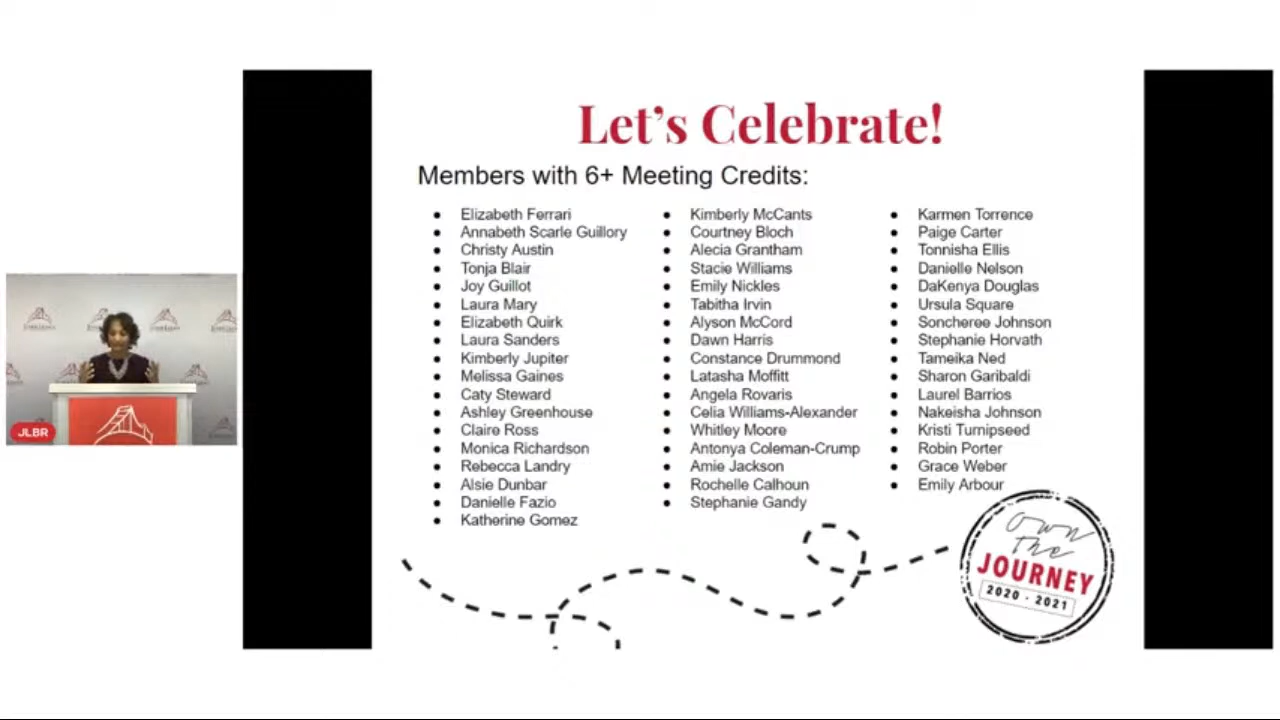 Let's Celebrate!
Members with 6+ Meeting Credits:
Elizabeth Ferrari
Annabeth Scarle Guillory
Christy Austin
Tonja Blair
Joy Guillot
Laura Mary
Elizabeth Quirk
Laura Sanders
Kimberly Jupiter
Melissa Gaines
Caty Steward
Ashley Greenhouse
Claire Ross
Monica Richardson
Rebecca Landry
Alsie Dunbar
Danielle Fazio
Katherine Gomez
Kimberly McCants
Courtney Bloch
Alecia Grantham
Stacie Williams
Emily Nickles
Tabitha Irvin
Alyson McCord
Dawn Harris
Constance Drummond
Latasha Moffitt
Angela Rovaris
Celia Williams-Alexander
Whitley Moore
Antonya Coleman-Crump
Amie Jackson
Rochelle Calhoun
Stephanie Gandy
Karmen Torrence
Paige Carter
Tonnisha Ellis
Danielle Nelson
DaKenya Douglas
Ursula Square
Soncheree Johnson
Stephanie Horvath
Tameika Ned
Sharon Garibaldi
Laurel Barrios
Nakeisha Johnson
Kristi Turnipseed
Robin Porter
Grace Weber
Emily Arbour
own
the
JOURNEY
2020 - 2021
JLBR